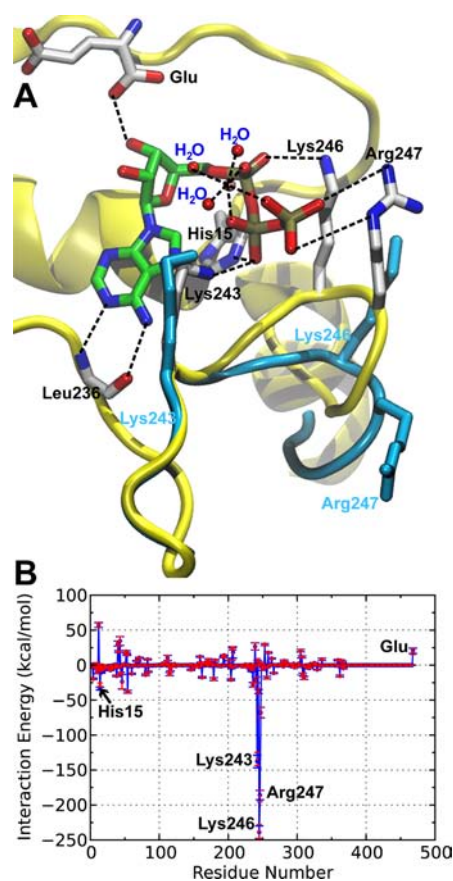 A
Glu
H₂O
H₂O
H₂O
Lys246
Arg247
His15
Lys243
Lys246
Leu236
Lys243
Arg247
B
Interaction Energy (kcal/mol)
100
50
0
−50
−100
−150
−200
−250
Glu
His15
Lys243
Arg247
Lys246
0 100 200 300 400 500
Residue Number